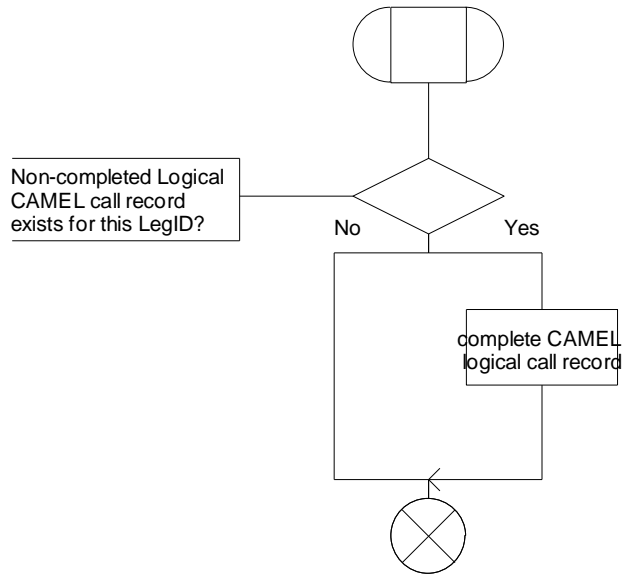 Non-completed Logical
CAMEL call record
exists for this LegID?
No
Yes
complete CAMEL
logical call record